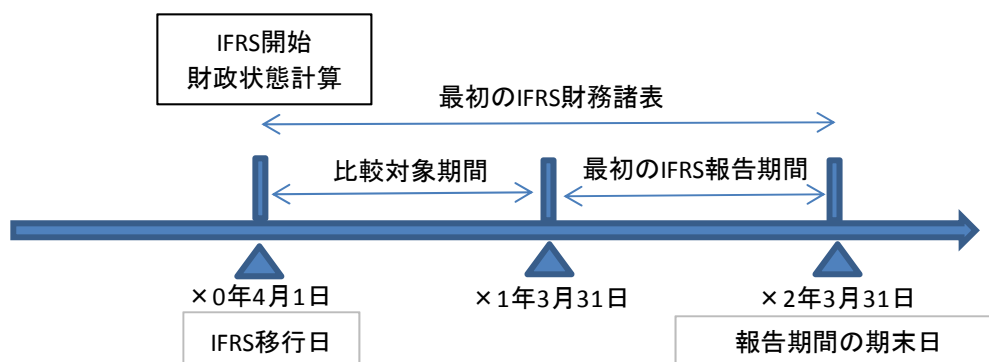 IFRS開始
財政状態計算
最初のIFRS財務諸表
比較対象期間
最初のIFRS報告期間
×0年4月1日
×1年3月31日
×2年3月31日
IFRS移行日
報告期間の期末日